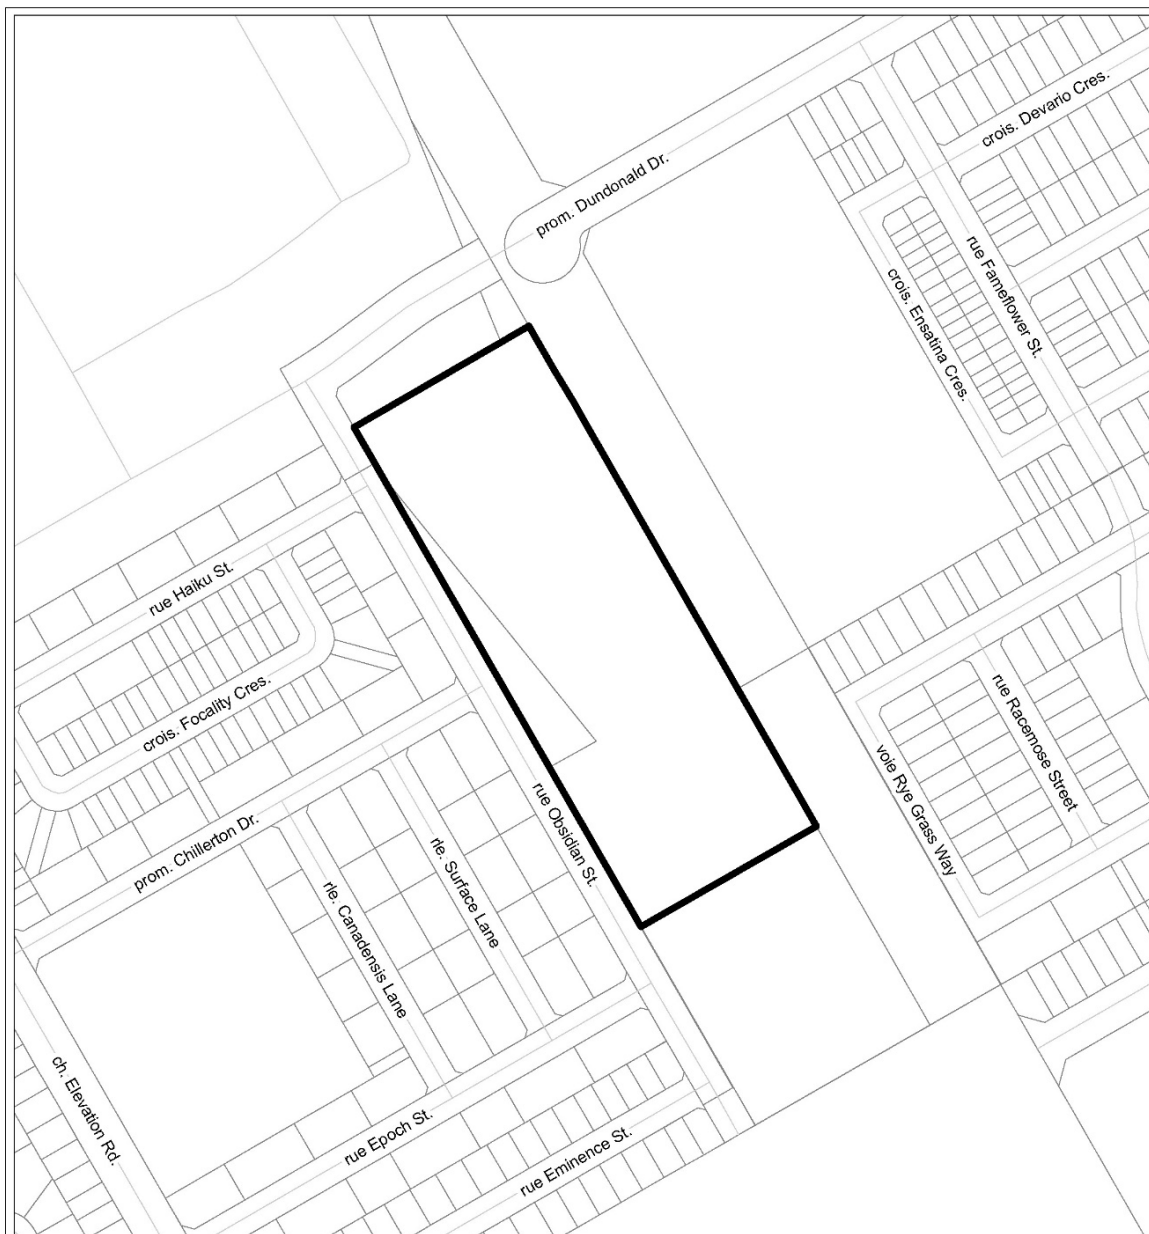 crois. Devario Cres.
prom. Dundonald Dr.
rue Fameflower St.
crois. Ensatina Cres.
rue Haiku St.
crois. Focality Cres.
rue Racemose Street
voie Rye Grass Way
rue Obsidian St.
prom. Chillerton Dr.
rle. Surface Lane
rle. Canadensis Lane
ch. Elevation Rd.
rue Epoch St.
rue Eminence St.